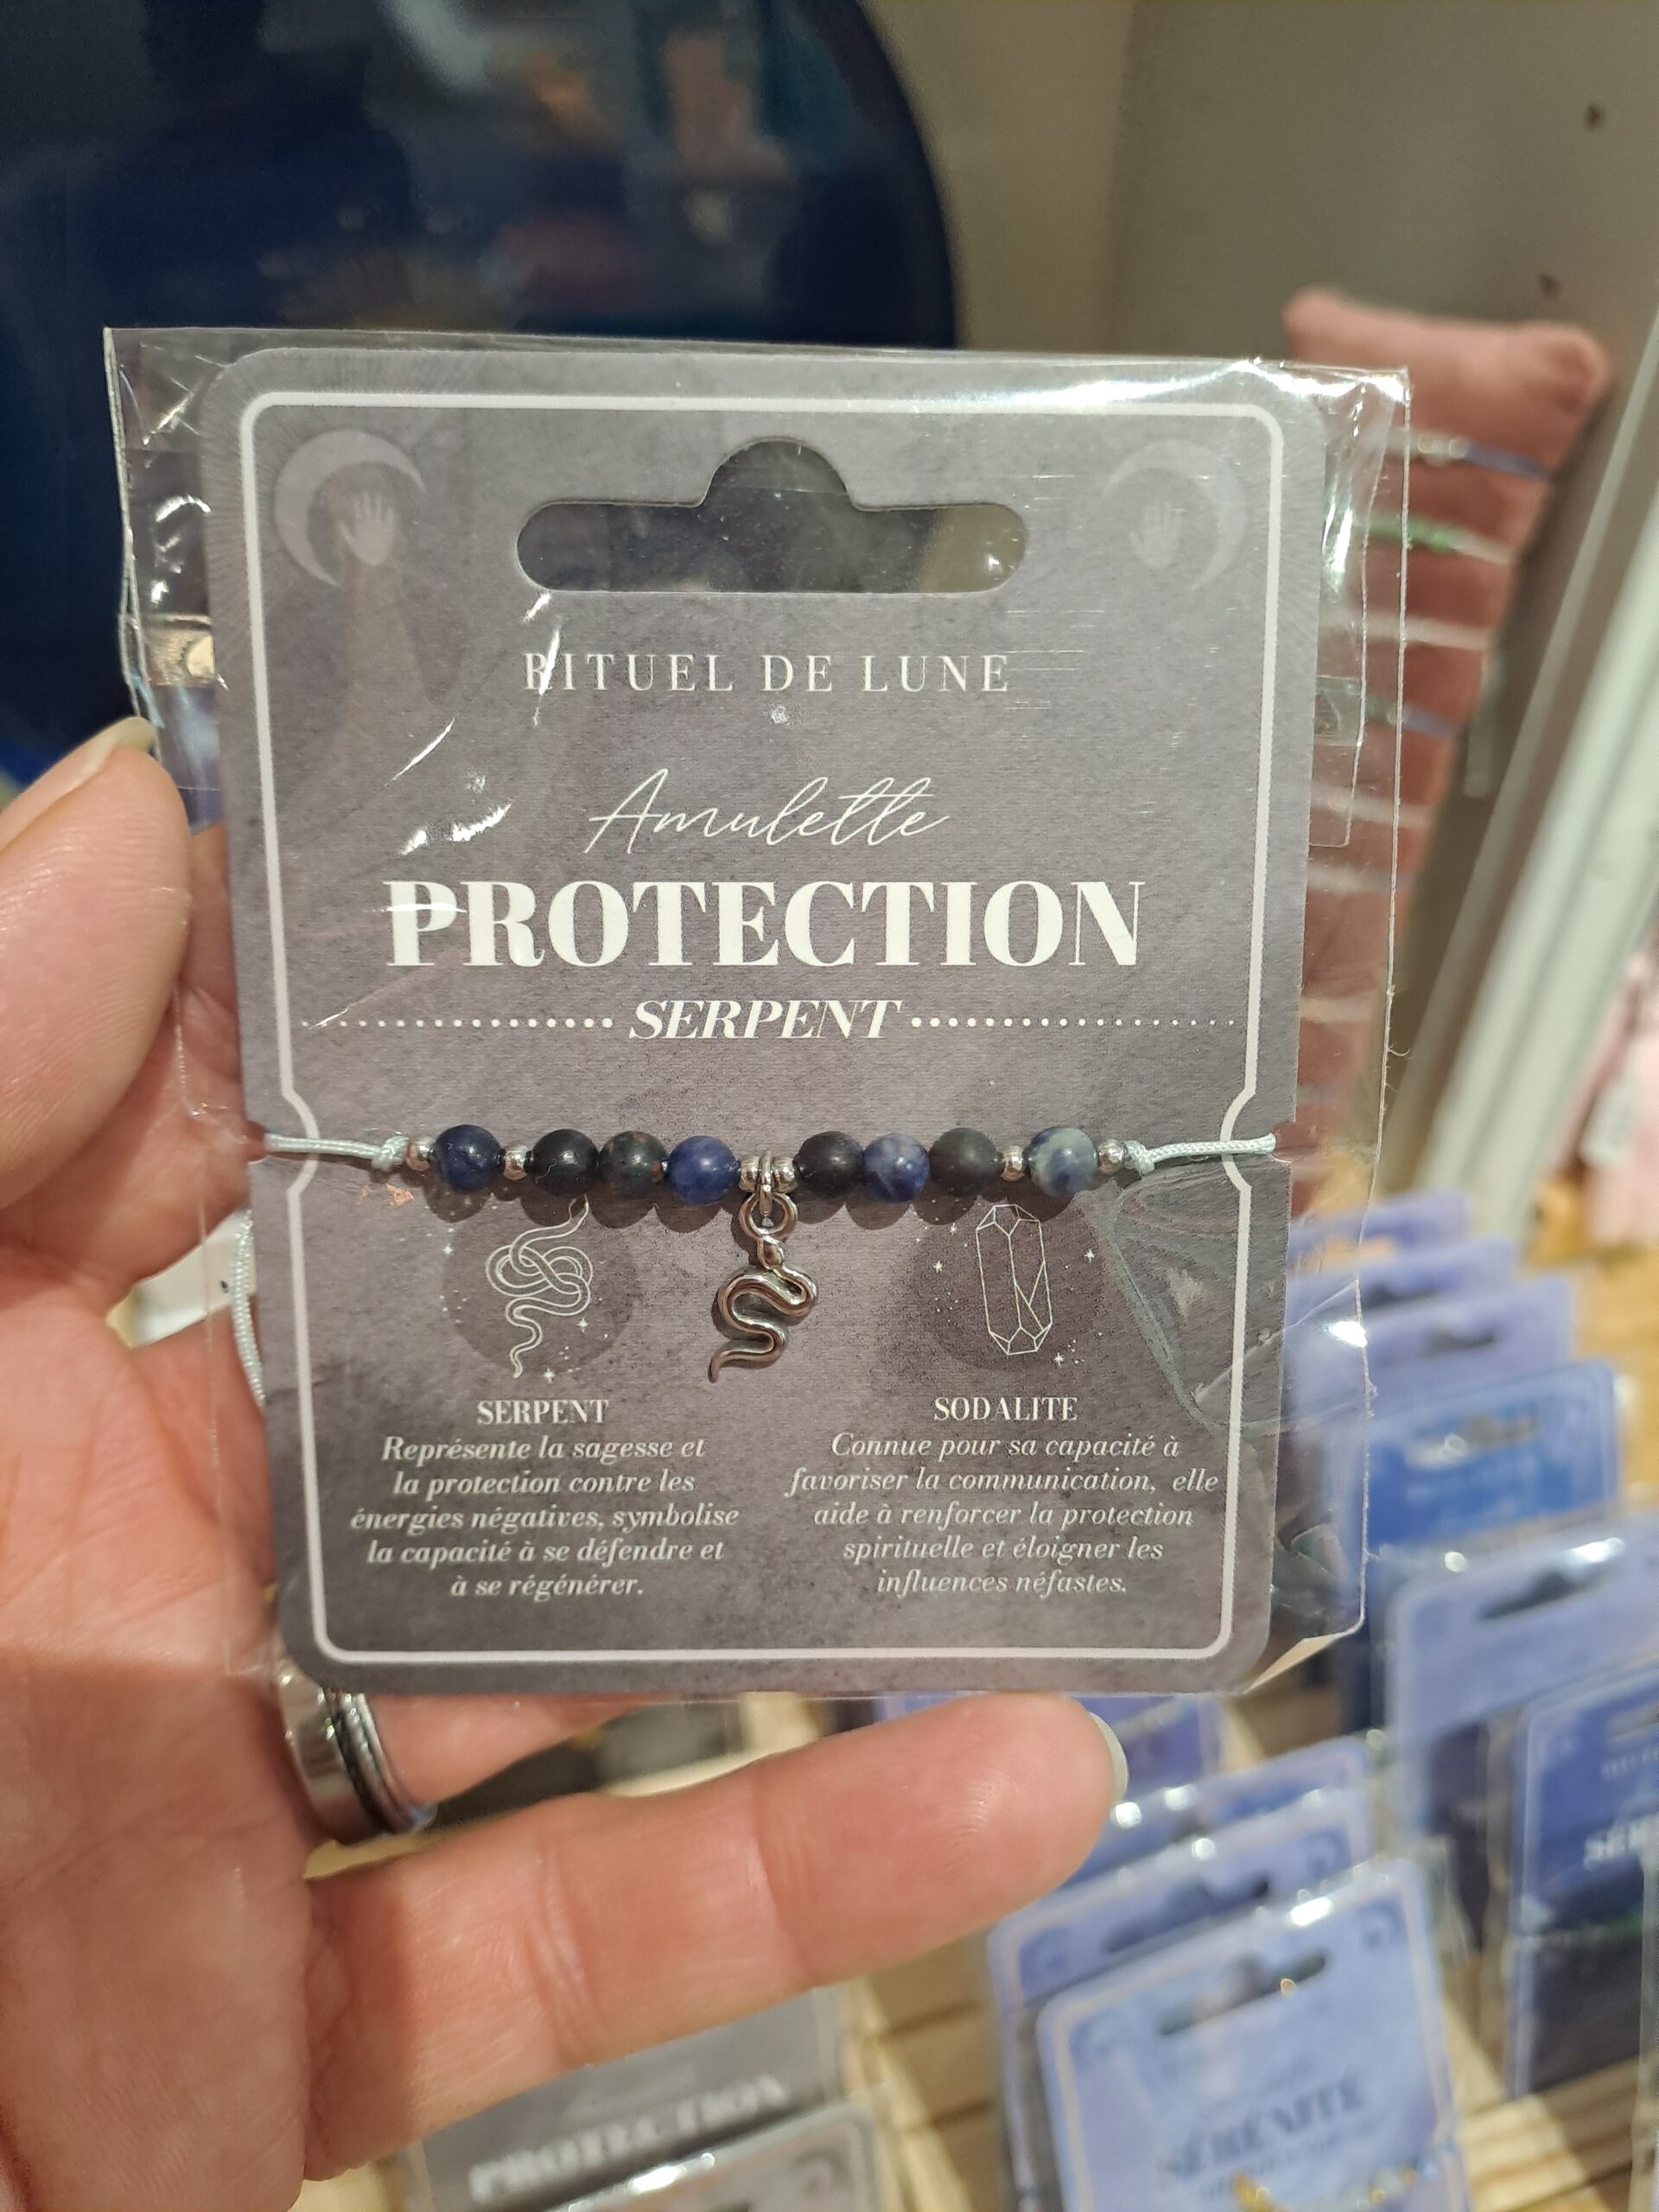 RITUEL DE LUNE
Amulette
PROTECTION
SERPENT
SERPENT
Représente la sagesse et
la protection contre les
énergies négatives, symbolise
la capacité à se défendre et
à se régénérer.
SODALITE
Connue pour sa capacité à
favoriser la communication, elle
aide à renforcer la protection
spirituelle et éloigner les
influences néfastes.
PROTECTION
SÉRÉNITÉ